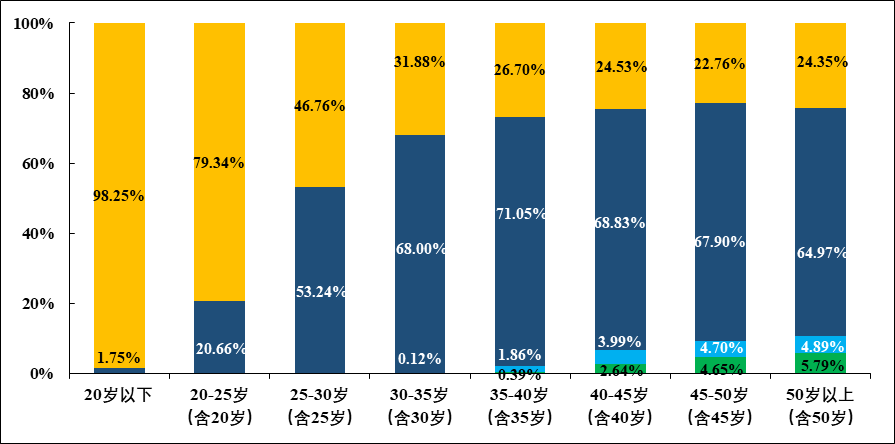 100%
31.88%
26.70%
24.53%
22.76%
24.35%
80%
46.76%
79.34%
60%
98.25%
71.05%
68.83%
40%
68.00%
67.90%
64.97%
53.24%
20%
20.66%
1.75%
0.12%
1.86%
3.99%
4.70%
4.89%
0%
0.39%
2.64%
4.65%
5.79%
20岁以下
20-25岁
(含20岁)
25-30岁
(含25岁)
30-35岁
(含30岁)
35-40岁
(含35岁)
40-45岁
(含40岁)
45-50岁
(含45岁)
50岁以上
(含50岁)